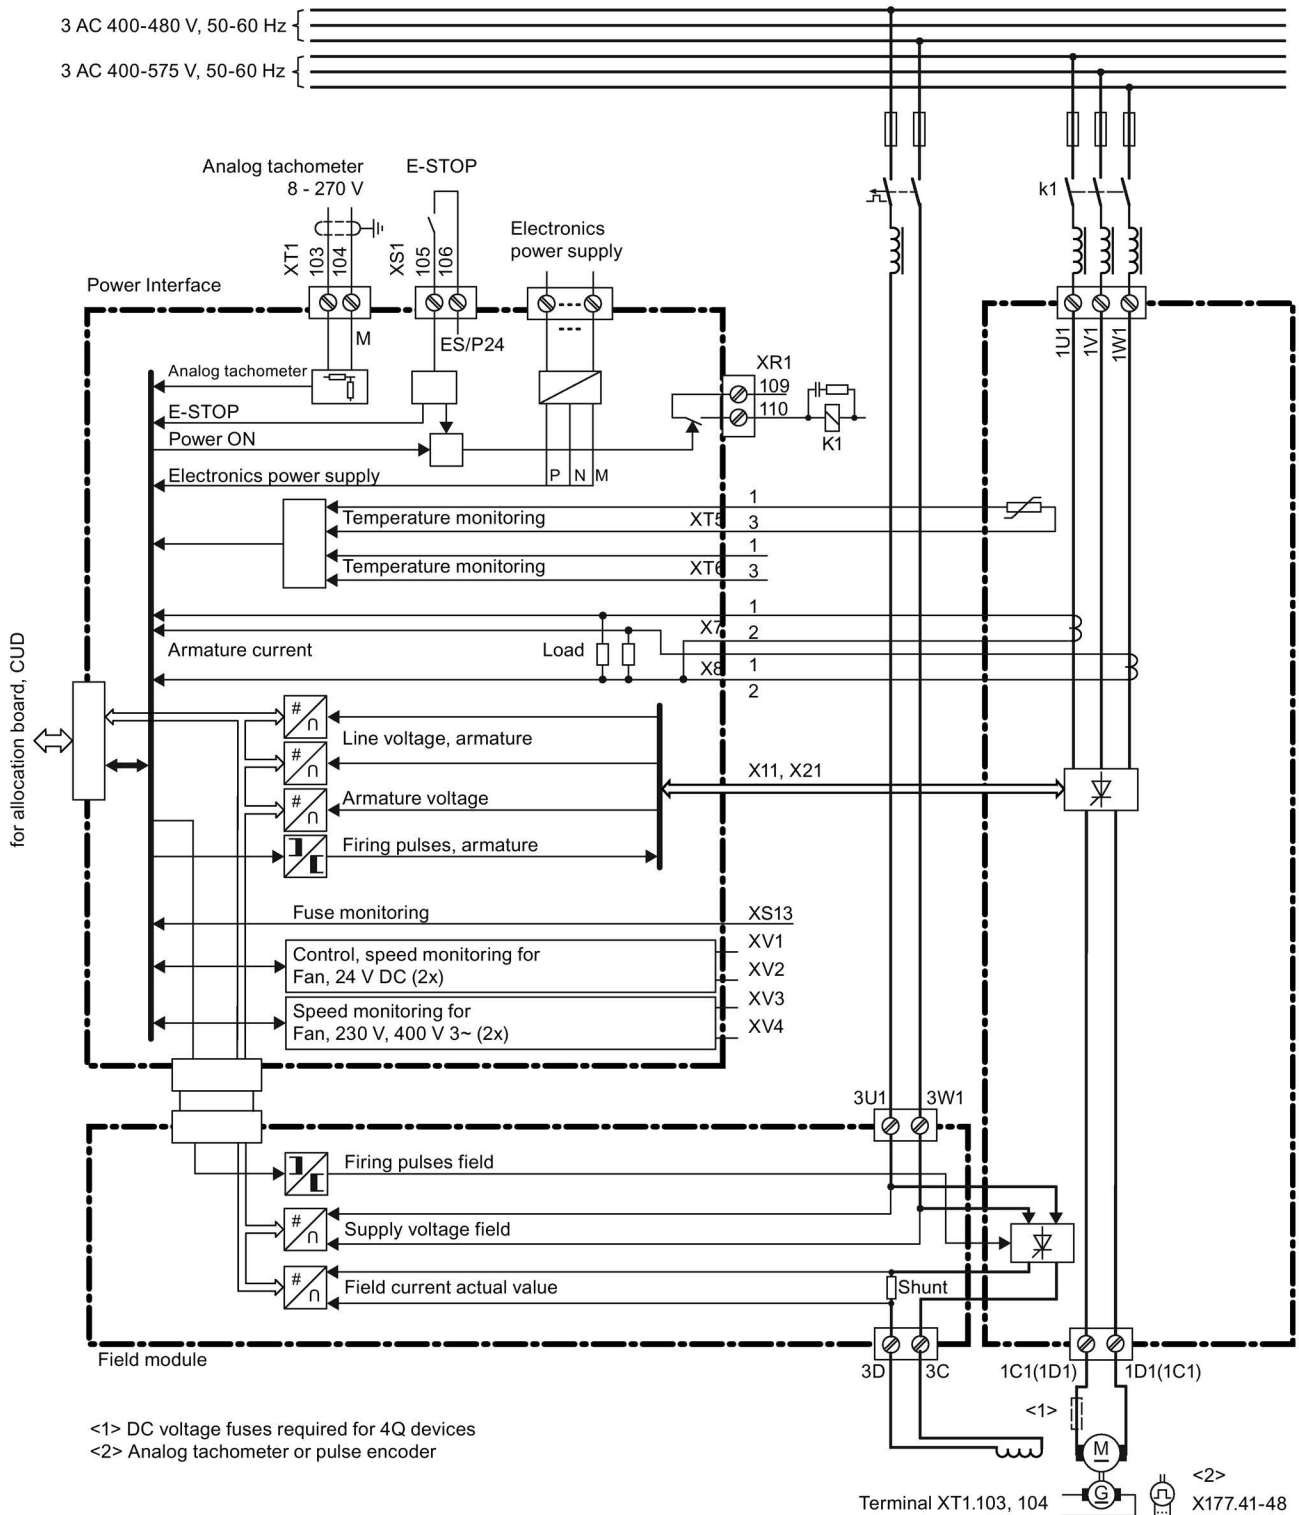 3 AC 400-480 V, 50-60 Hz
3 AC 400-575 V, 50-60 Hz
Analog tachometer
8 - 270 V
E-STOP
Electronics
power supply
k1
XT1
103
104
XS1
105
106
Power Interface
M
ES/P24
1U1
1V1
1W1
Analog tachometer
XR1
109
110
K1
E-STOP
Power ON
Electronics power supply
P
N
M
1
Temperature monitoring
XT5
3
1
Temperature monitoring
XT6
3
1
X7
2
Armature current
Load
X8
1
2
for allocation board, CUD
#
Line voltage, armature
#
X11, X21
#
Armature voltage
Firing pulses, armature
Fuse monitoring
XS13
XV1
Control, speed monitoring for
Fan, 24 V DC (2x)
XV2
XV3
Speed monitoring for
Fan, 230 V, 400 V 3~ (2x)
XV4
3U1
3W1
Firing pulses field
#
Supply voltage field
#
Field current actual value
Shunt
Field module
3D
3C
1C1(1D1)
1D1(1C1)
<1>
<1> DC voltage fuses required for 4Q devices
<2> Analog tachometer or pulse encoder
M
<2>
G
Terminal XT1.103, 104
X177.41-48